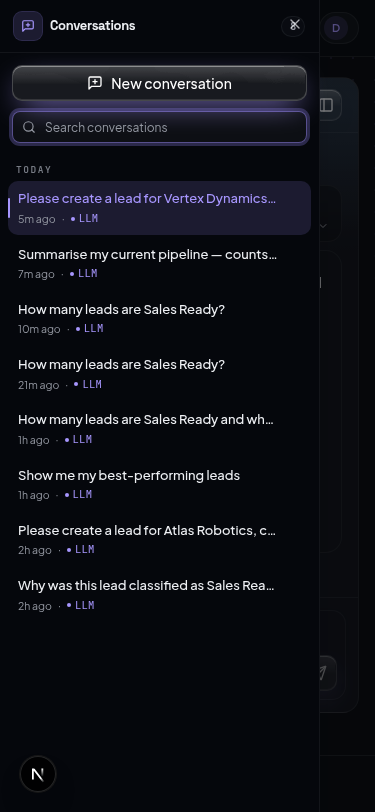 Conversations
D
New conversation
Search conversations
TODAY
Please create a lead for Vertex Dynamics…
5m ago · • LLM
Summarise my current pipeline — counts…
7m ago · • LLM
How many leads are Sales Ready?
10m ago · • LLM
How many leads are Sales Ready?
21m ago · • LLM
How many leads are Sales Ready and wh…
1h ago · • LLM
Show me my best-performing leads
1h ago · • LLM
Please create a lead for Atlas Robotics, c…
2h ago · • LLM
Why was this lead classified as Sales Rea…
2h ago · • LLM
N